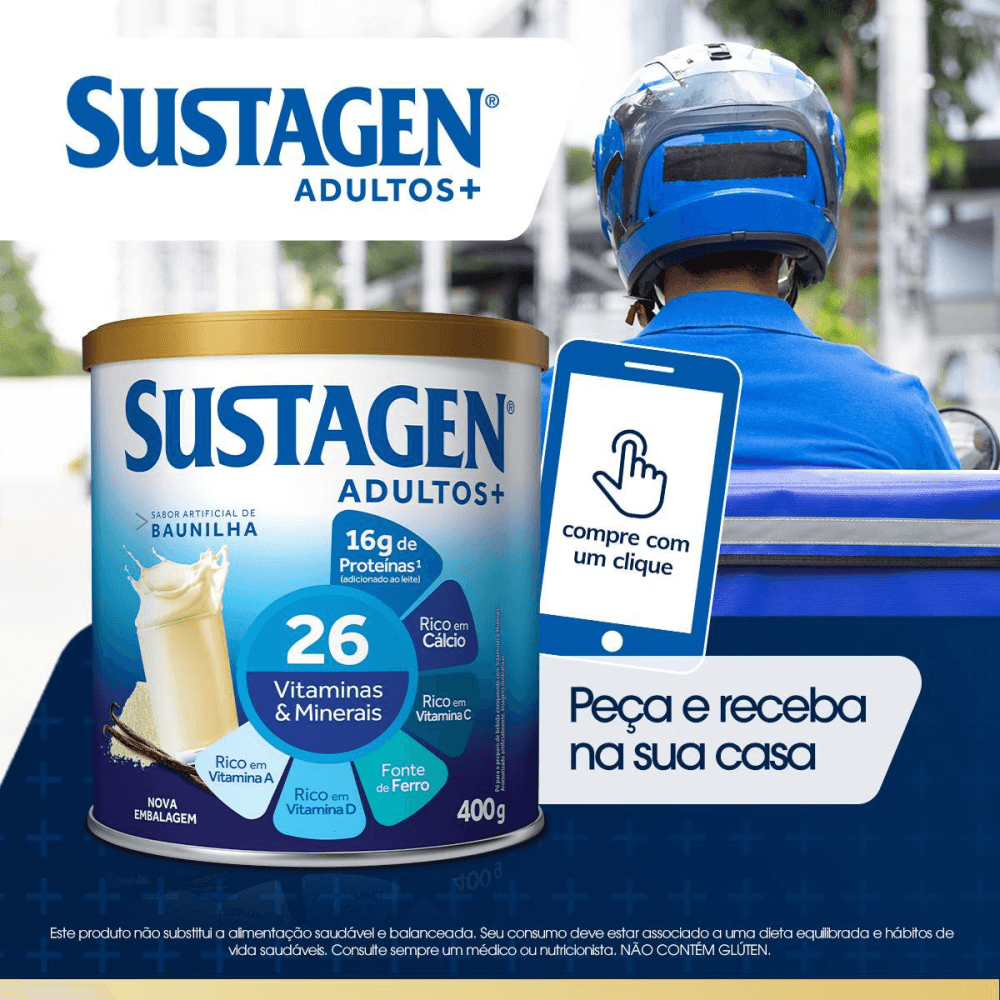 SUSTAGEN®
ADULTOS+
SUSTAGEN®
ADULTOS+
SABOR ARTIFICIAL DE
BAUNILHA
16g de
Proteínas¹
(adicionado ao leite)
26
Vitaminas
& Minerais
Rico em
Cálcio
Rico em
Vitamina C
Fonte
de Ferro
Rico em
Vitamina D
Rico em
Vitamina A
NOVA
EMBALAGEM
400g
compre com
um clique
Peça e receba
na sua casa
Este produto não substitui a alimentação saudável e balanceada. Seu consumo deve estar associado a uma dieta equilibrada e hábitos de
vida saudáveis. Consulte sempre um médico ou nutricionista. NÃO CONTÉM GLÚTEN.